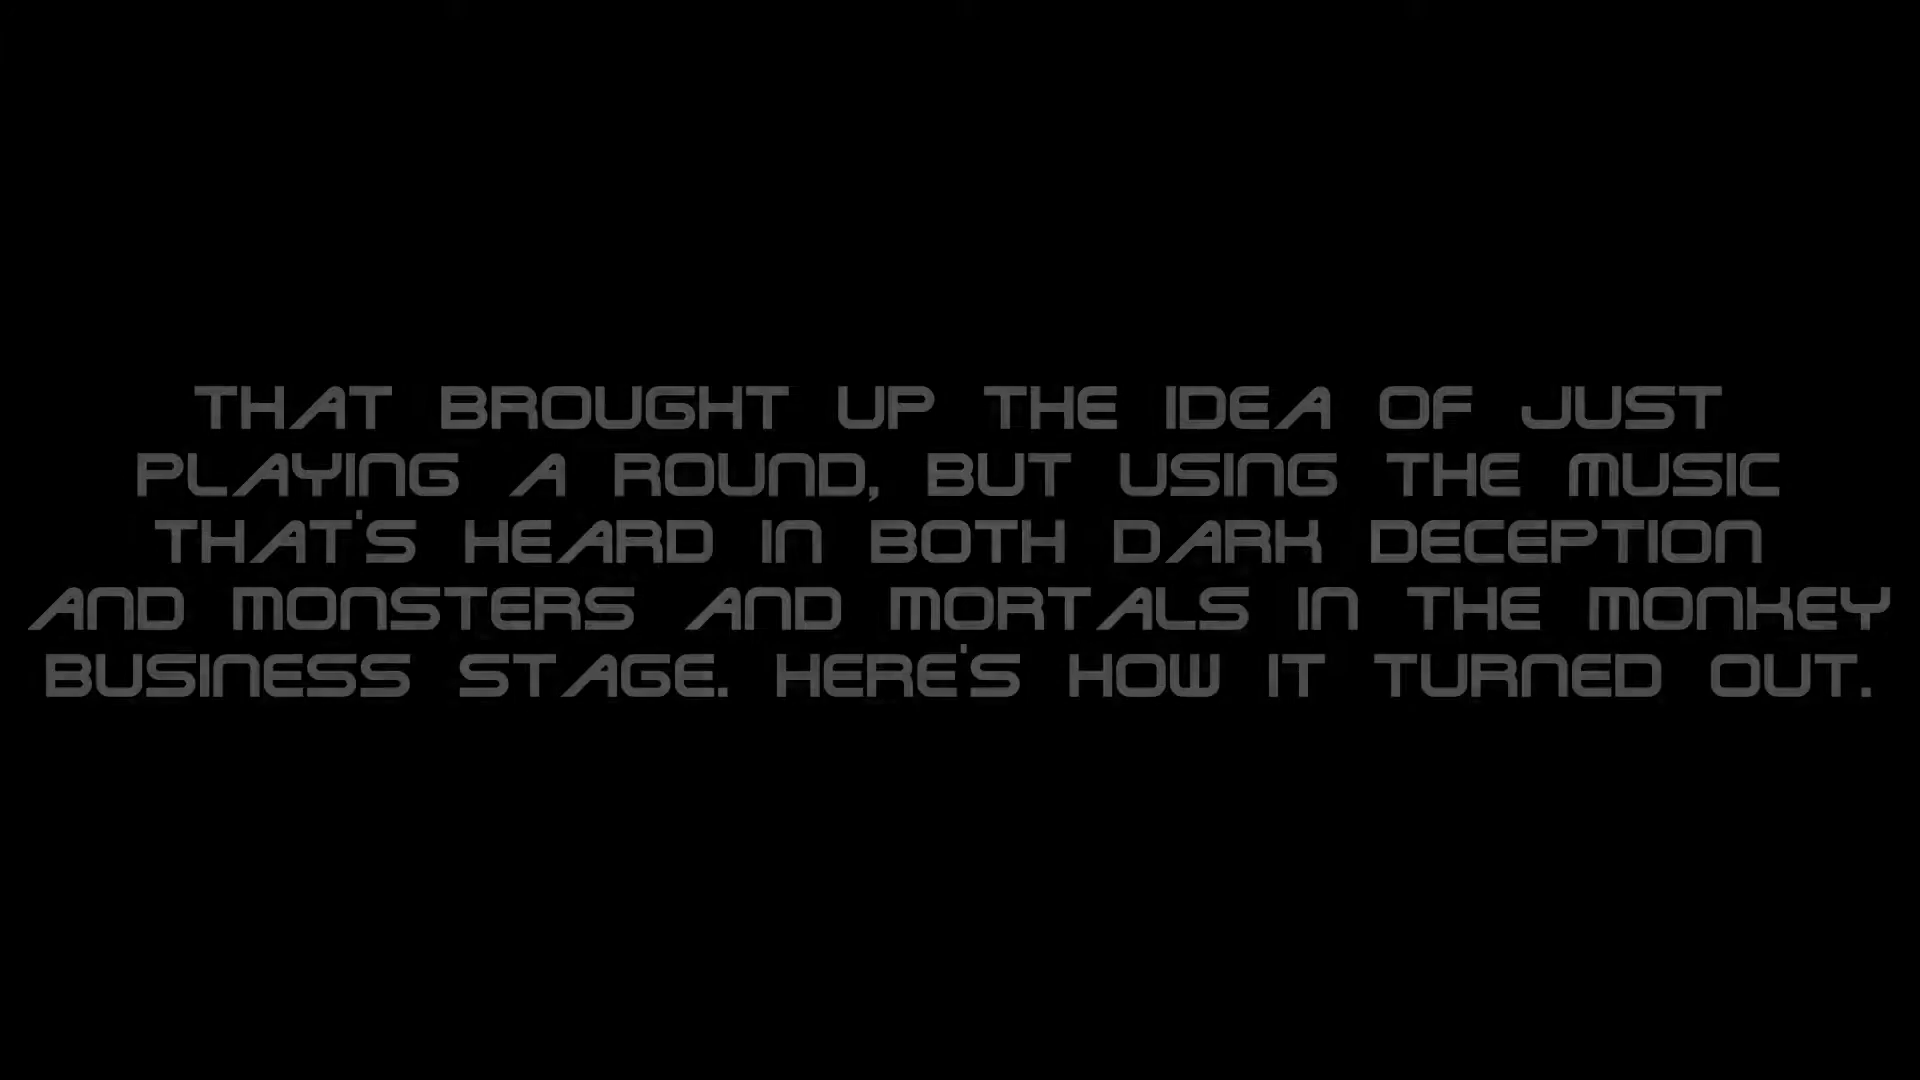 THAT BROUGHT UP THE IDEA OF JUST
PLAYING A ROUND, BUT USING THE MUSIC
THAT'S HEARD IN BOTH DARK DECEPTION
AND MONSTERS AND MORTALS IN THE MONKEY
BUSINESS STAGE. HERE'S HOW IT TURNED OUT.